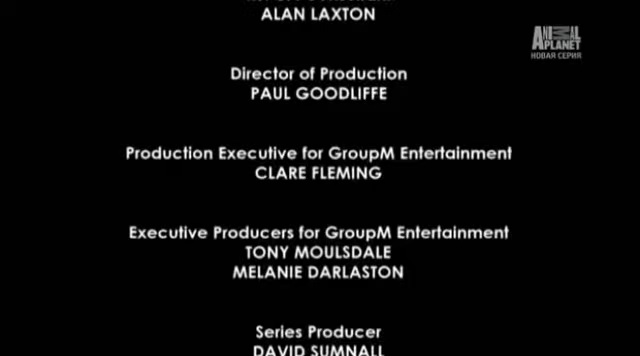 ALAN LAXTON
ANIMAL
PLANET
НОВАЯ СЕРИЯ
Director of Production
PAUL GOODLIFFE
Production Executive for GroupM Entertainment
CLARE FLEMING
Executive Producers for GroupM Entertainment
TONY MOULSDALE
MELANIE DARLASTON
Series Producer
DAVID SUMNALL